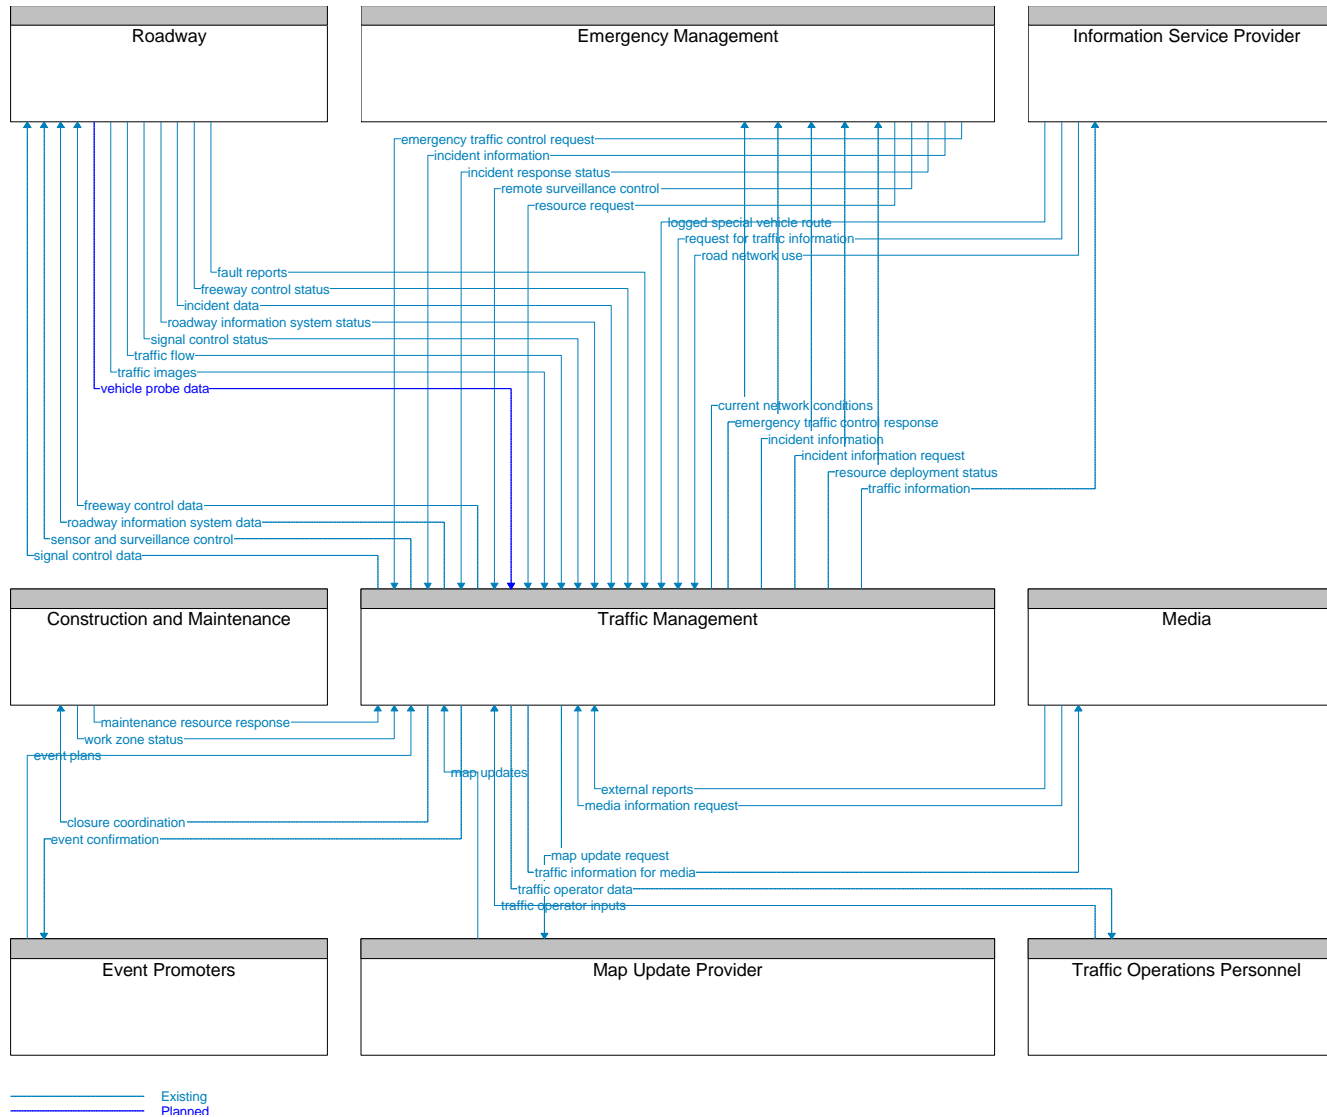 Roadway
Emergency Management
Information Service Provider
emergency traffic control request
incident information
incident response status
remote surveillance control
resource request
logged special vehicle route
request for traffic information
road network use
fault reports
freeway control status
incident data
roadway information system status
signal control status
traffic flow
traffic images
vehicle probe data
current network conditions
emergency traffic control response
incident information
incident information request
resource deployment status
traffic information
freeway control data
roadway information system data
sensor and surveillance control
signal control data
Construction and Maintenance
Traffic Management
Media
maintenance resource response
work zone status
event plans
map updates
external reports
media information request
closure coordination
event confirmation
map update request
traffic information for media
traffic operator data
traffic operator inputs
Event Promoters
Map Update Provider
Traffic Operations Personnel
Existing
Planned